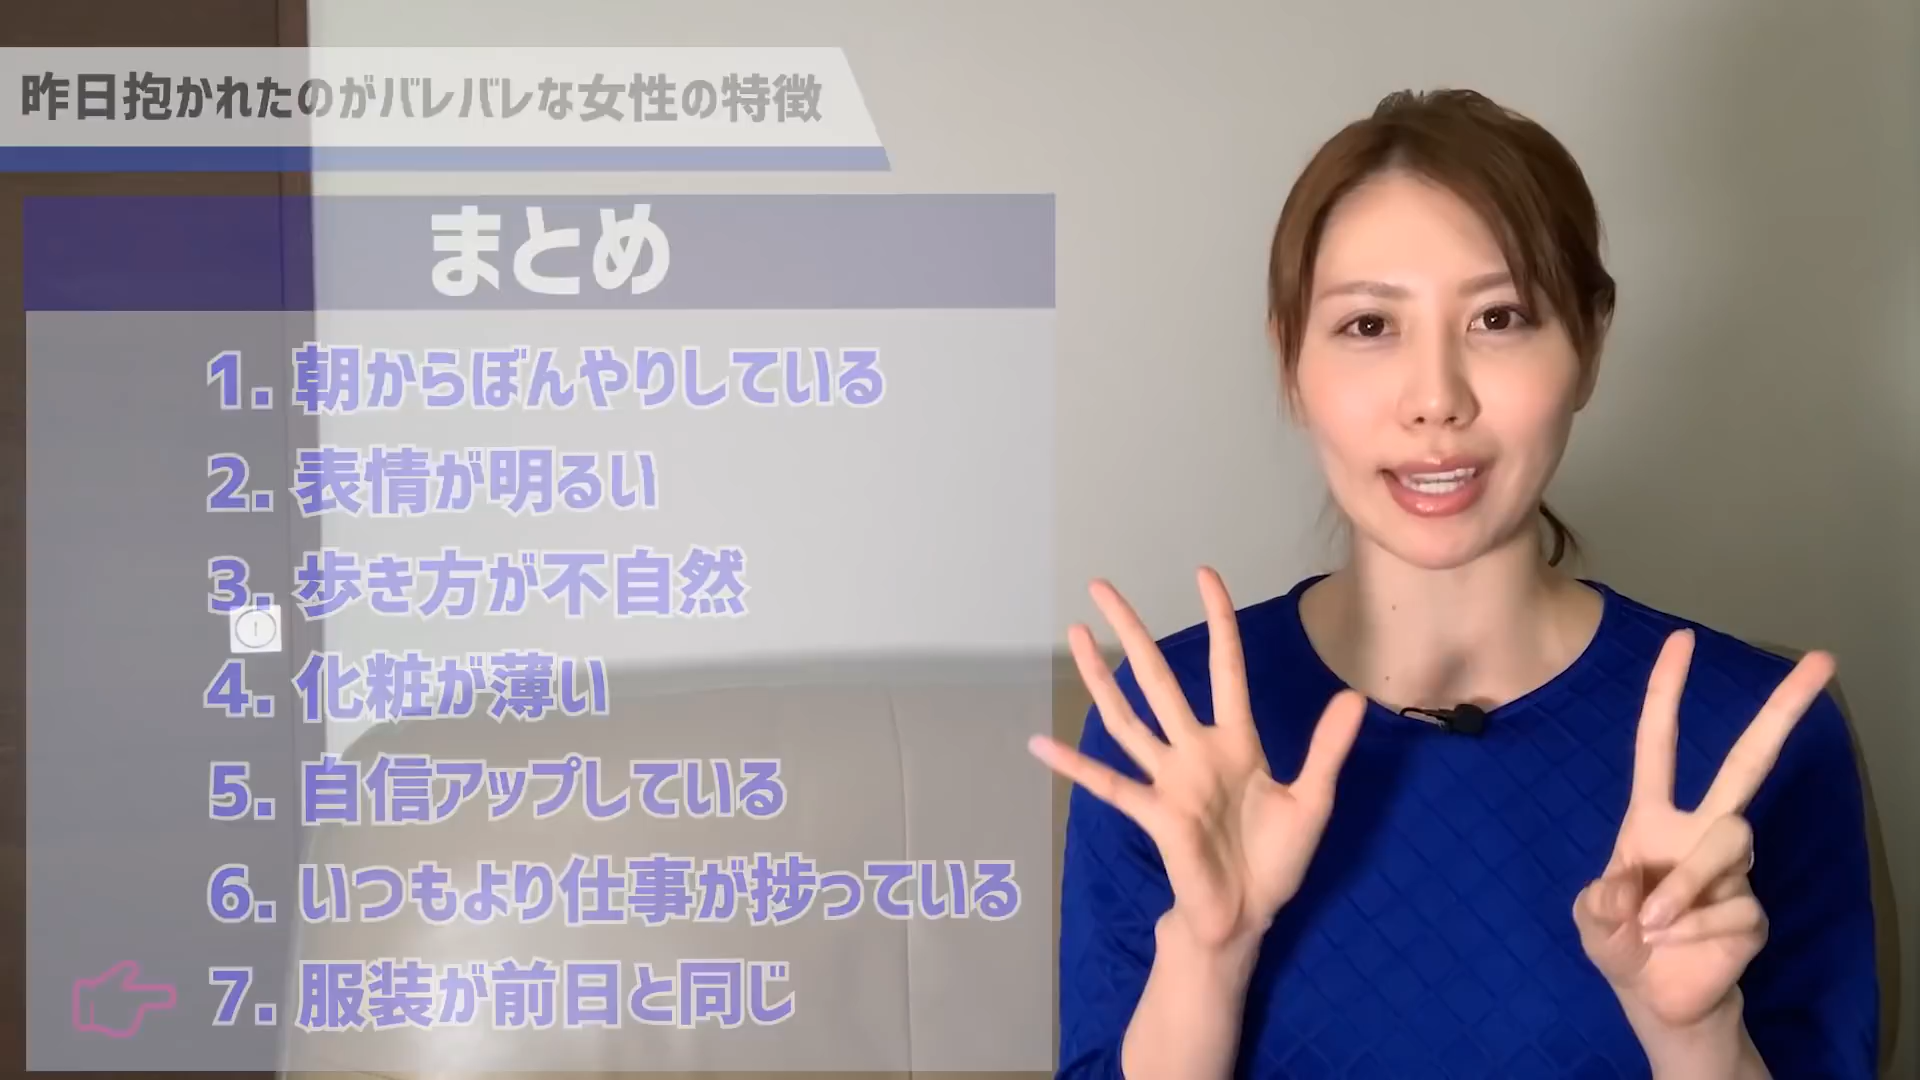 昨日抱かれたのがバレバレな女性の特徴
まとめ
1. 朝からぼんやりしている
2. 表情が明るい
3. 歩き方が不自然
4. 化粧が薄い
5. 自信アップしている
6. いつもより仕事が捗っている
7. 服装が前日と同じ